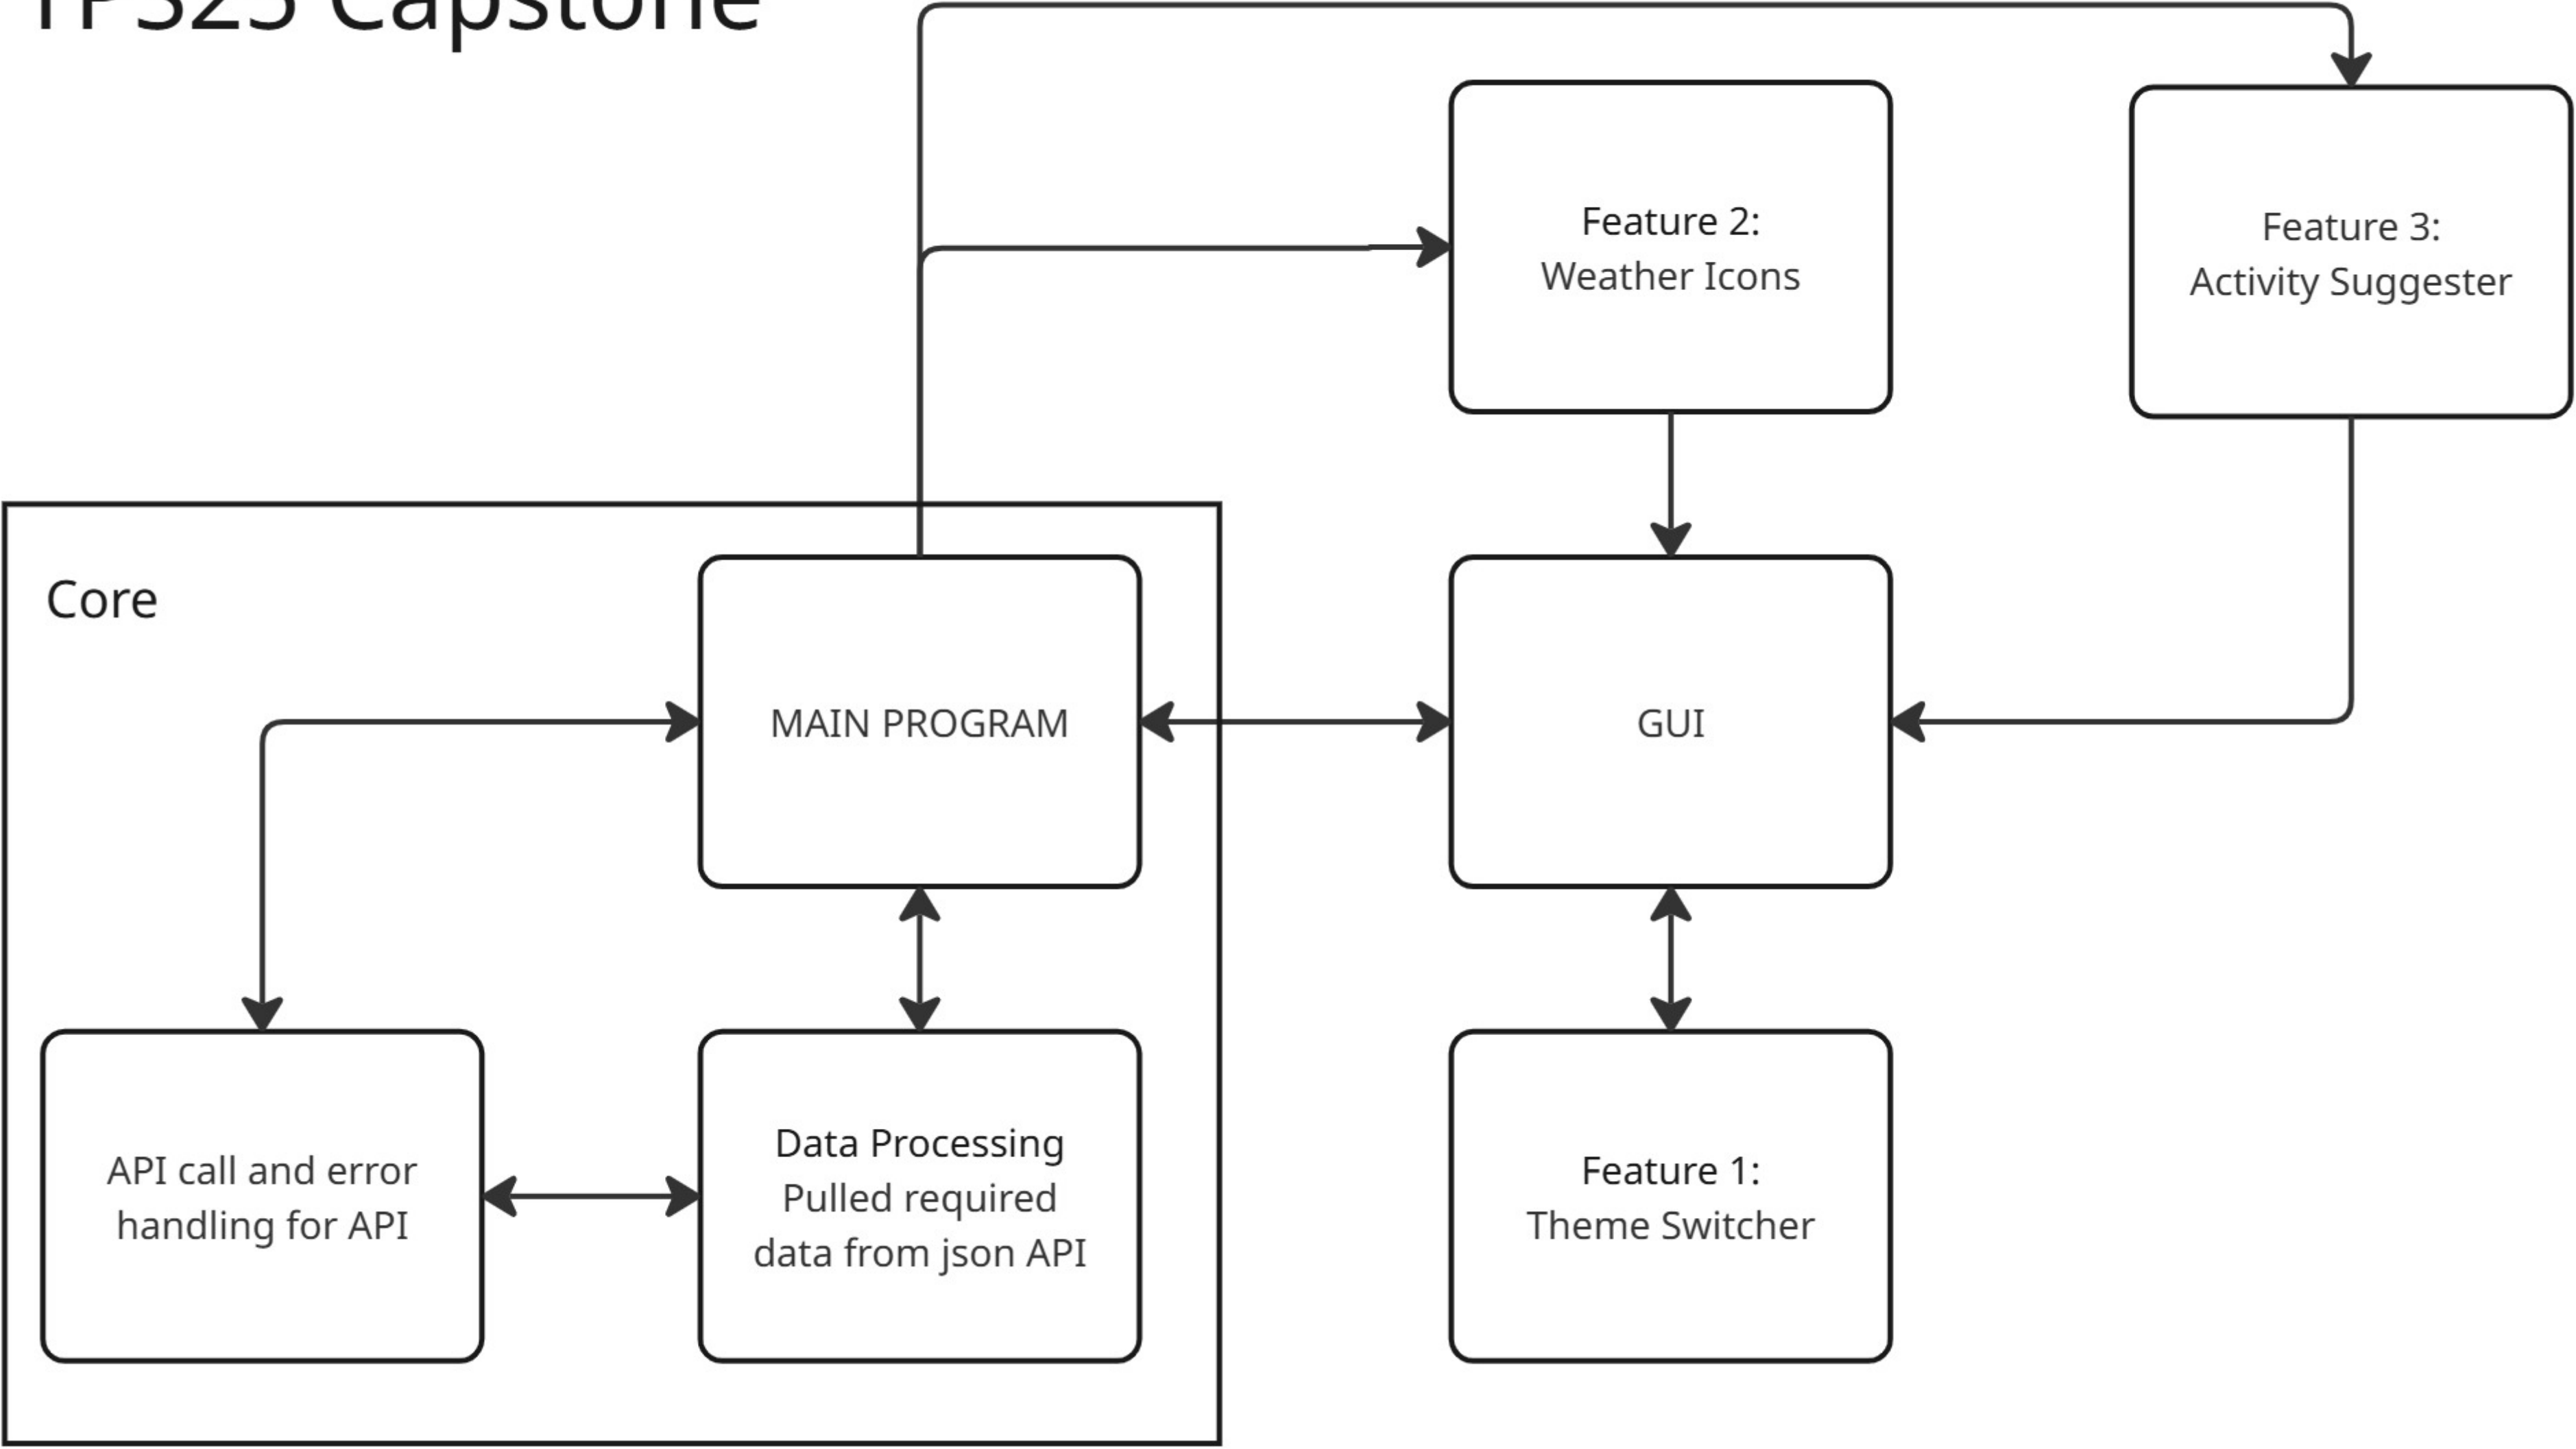 Capstone
Feature 2:
Weather Icons
Feature 3:
Activity Suggester
Core
MAIN PROGRAM
GUI
API call and error
handling for API
Data Processing
Pulled required
data from json API
Feature 1:
Theme Switcher